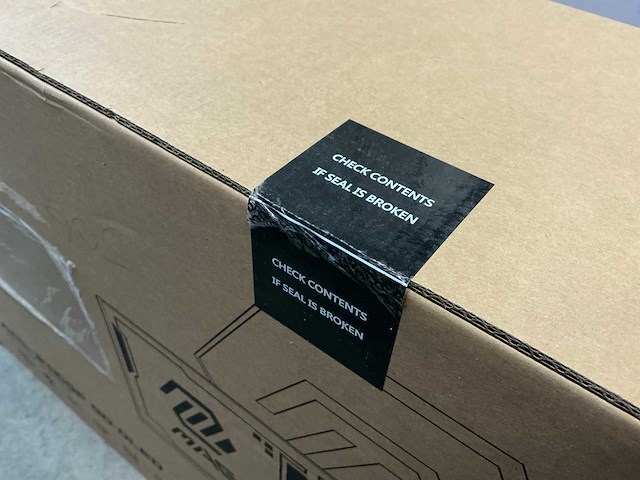 CHECK CONTENTS
IF SEAL IS BROKEN
CHECK CONTENTS
IF SEAL IS BROKEN